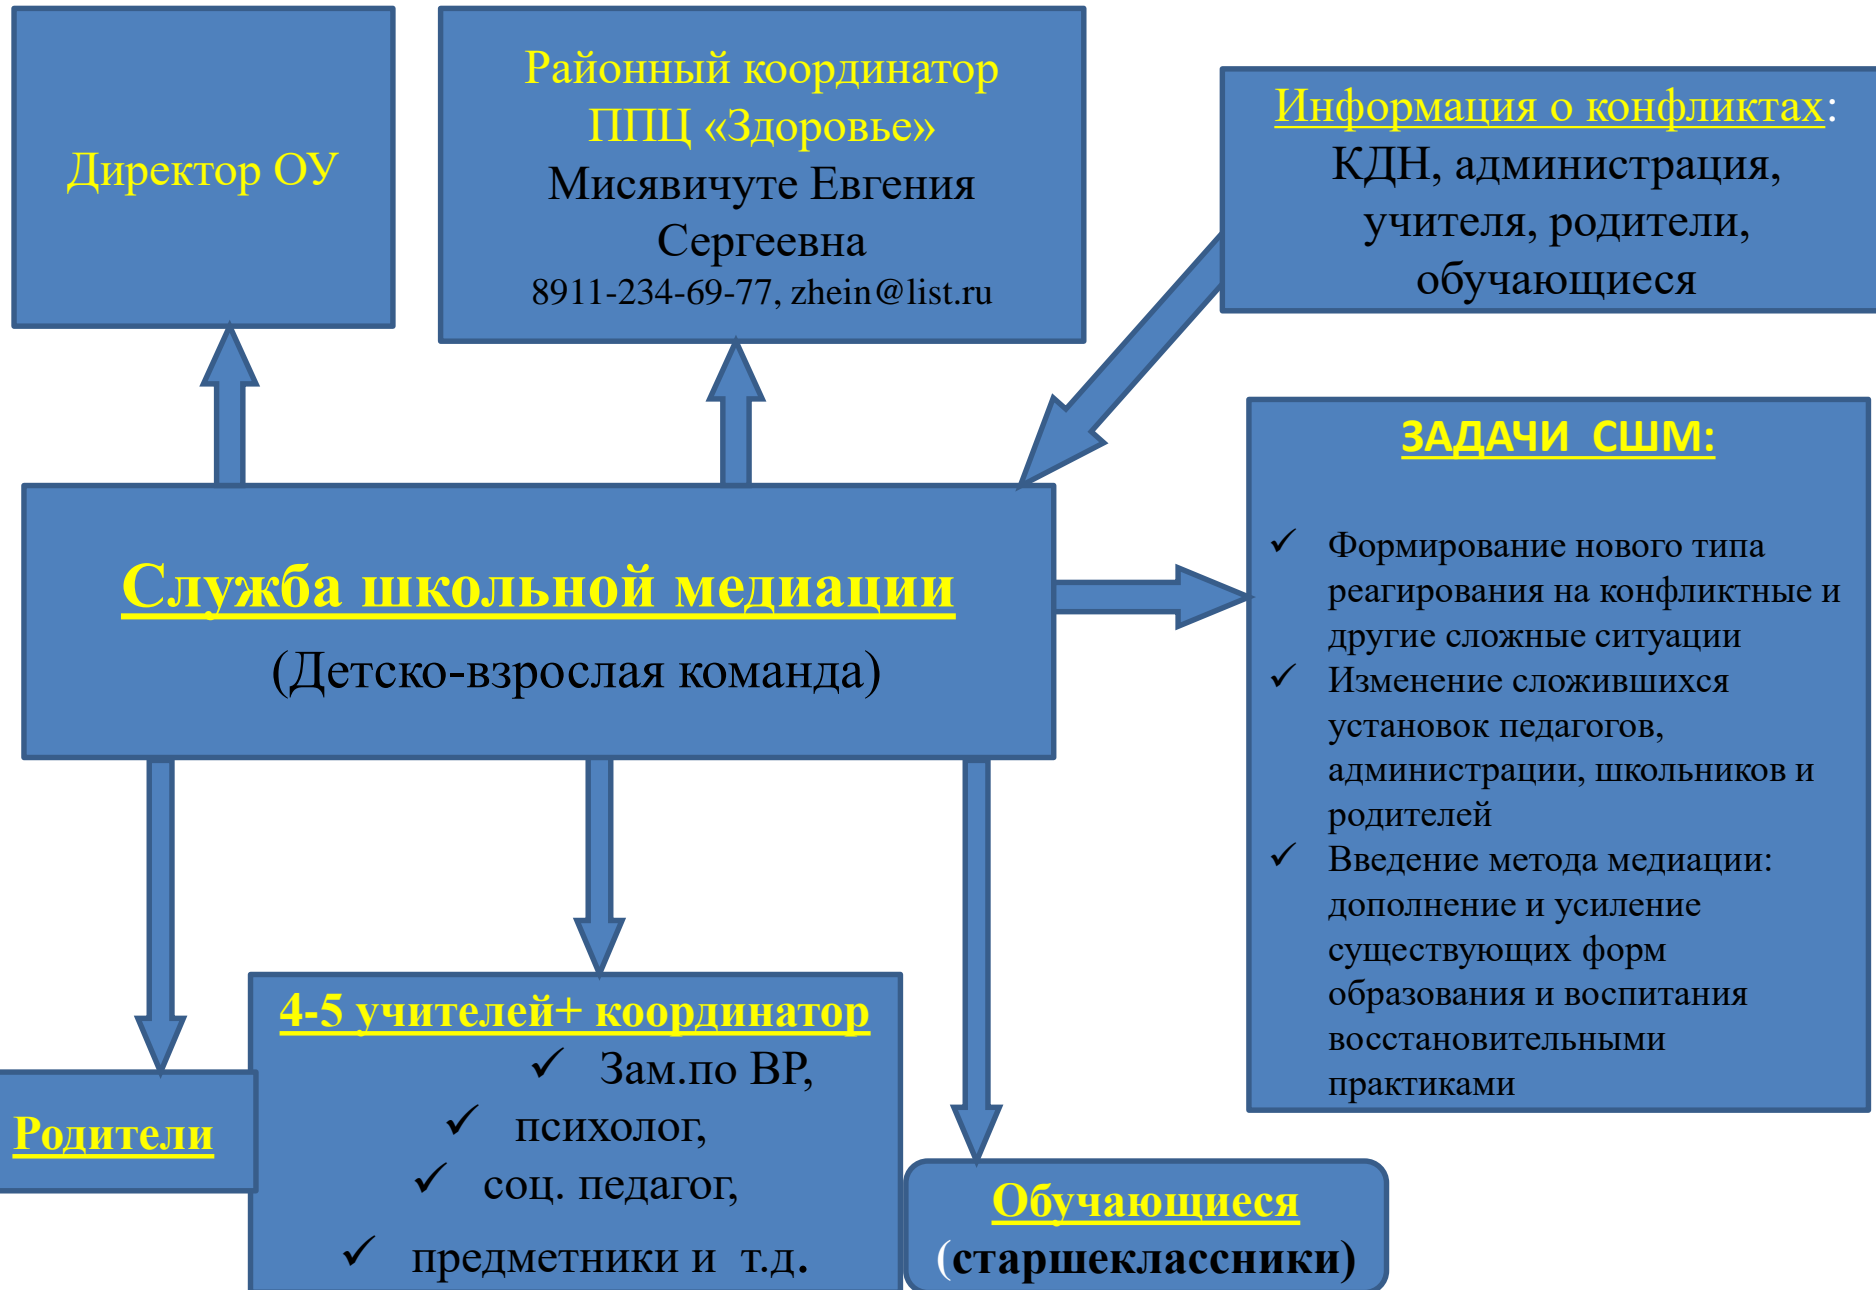 Директор ОУ
Районный координатор
ППЦ «Здоровье»
Мисявичуте Евгения
Сергеевна
8911-234-69-77, zhein@list.ru
Информация о конфликтах:
КДН, администрация,
учителя, родители,
обучающиеся
Служба школьной медиации
(Детско-взрослая команда)
ЗАДАЧИ СШМ:
✓ Формирование нового типа
реагирования на конфликтные и
другие сложные ситуации
✓ Изменение сложившихся
установок педагогов,
администрации, школьников и
родителей
✓ Введение метода медиации:
дополнение и усиление
существующих форм
образования и воспитания
восстановительными
практиками
Родители
4-5 учителей+ координатор
✓ Зам.по ВР,
✓ психолог,
✓ соц. педагог,
✓ предметники и т.д.
Обучающиеся
(старшеклассники)